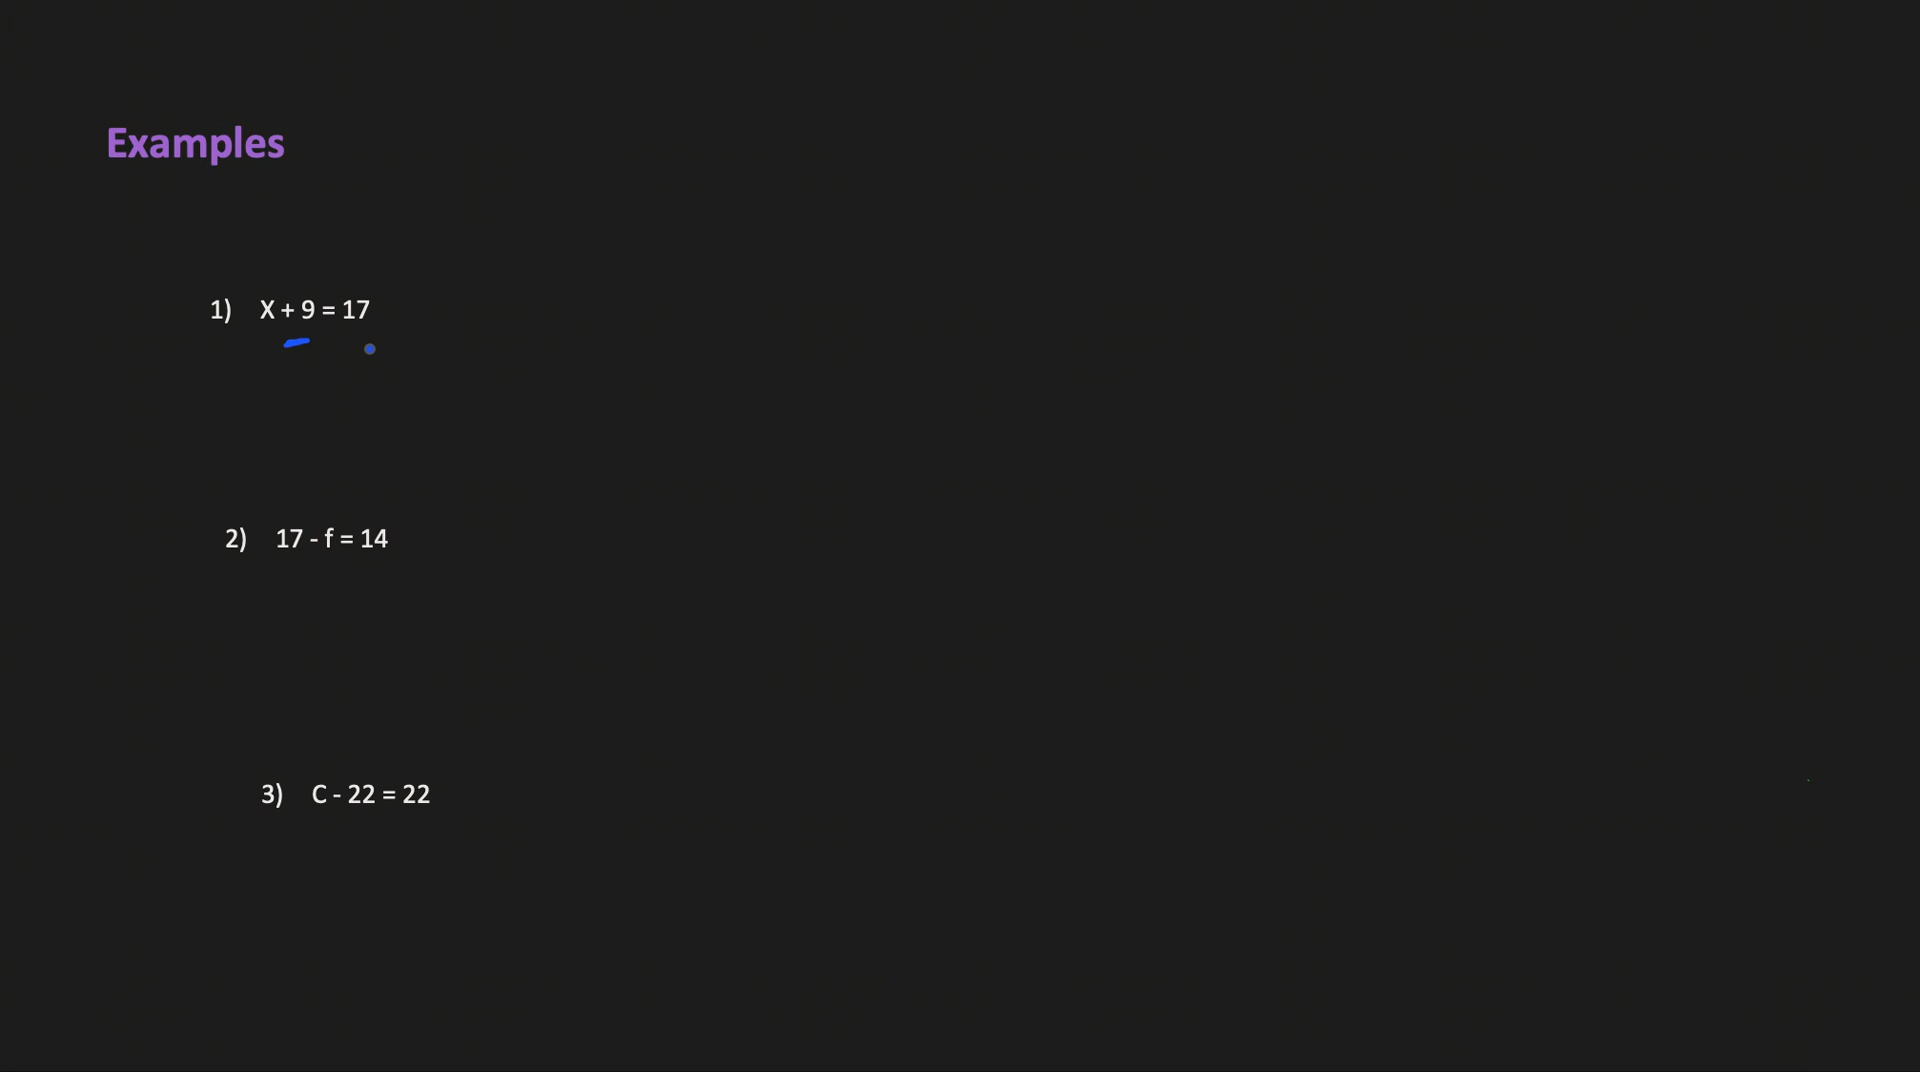 Examples
1) X + 9 = 17
2) 17 - f = 14
3) C - 22 = 22